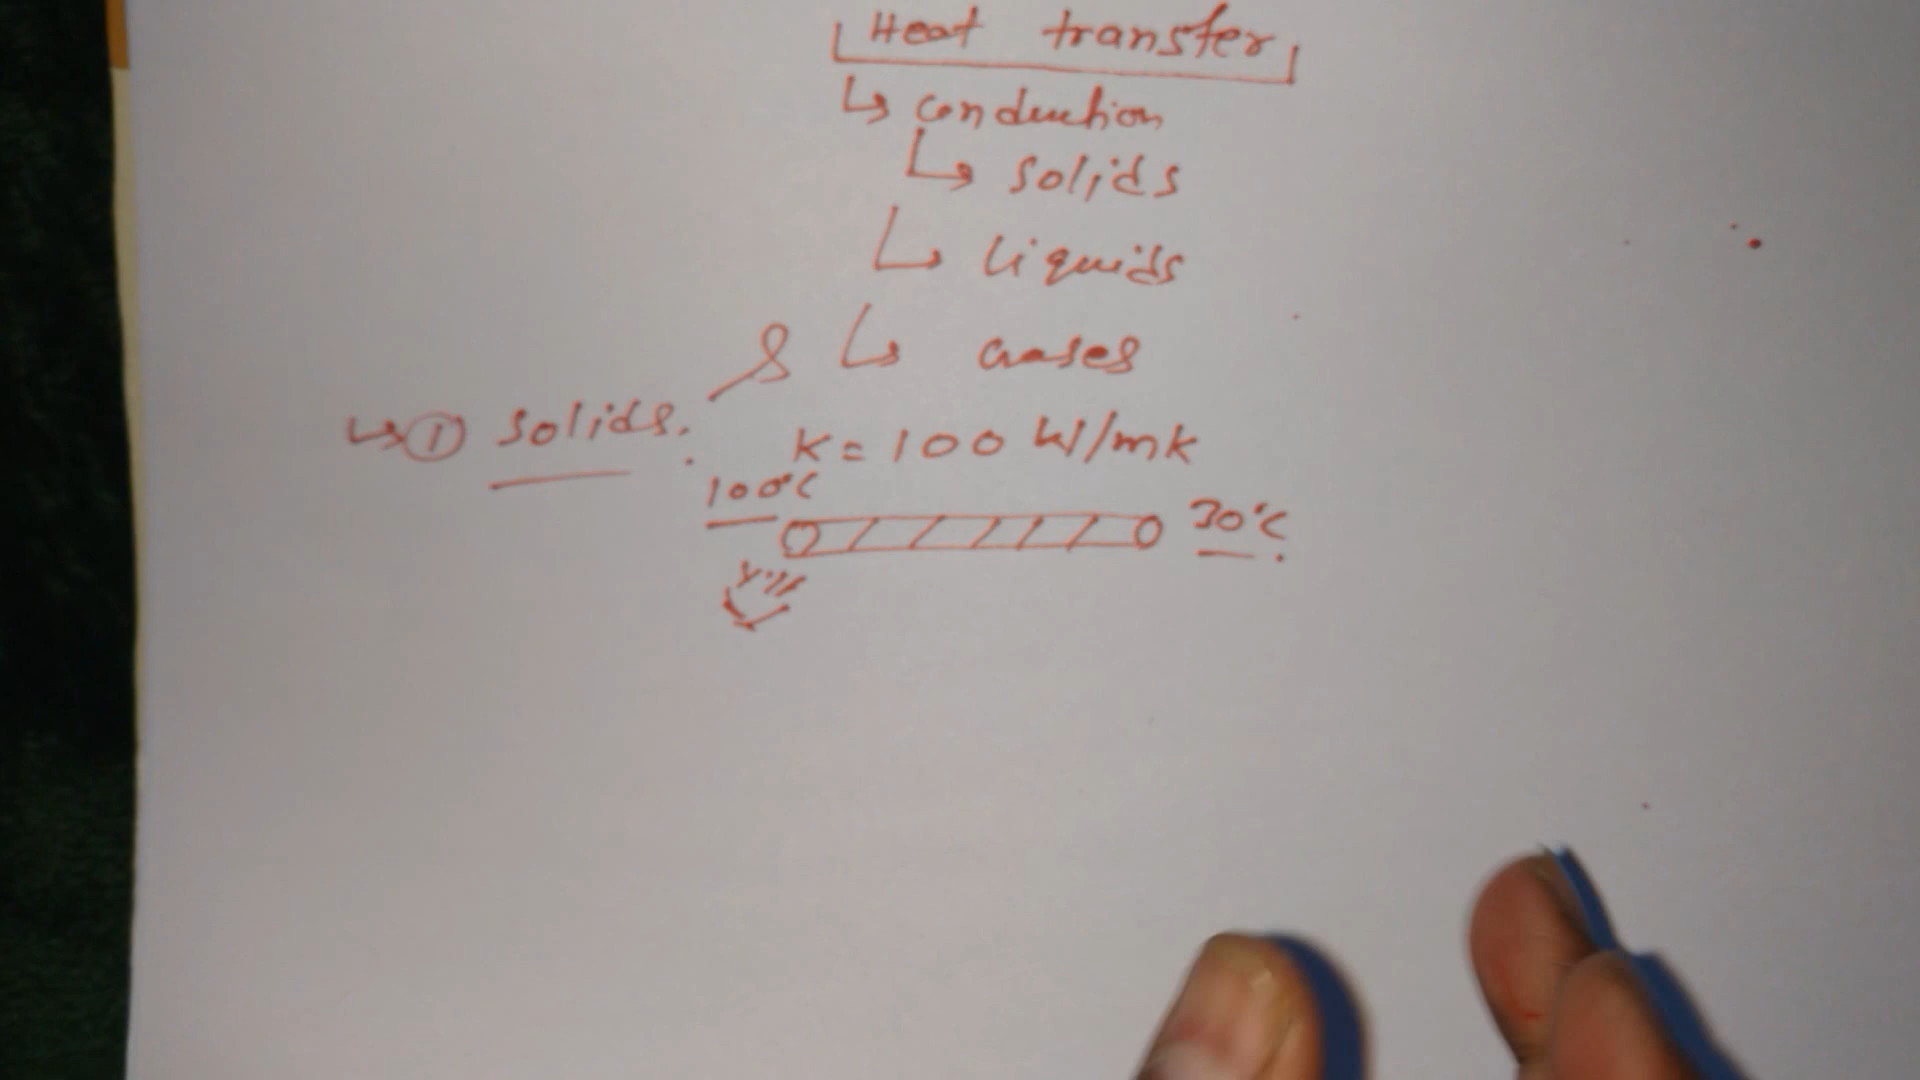 Heat transfer
↳ conduction
↳ solids
↳ liquids
↳ Gases
↳ ① solids.
K = 100 W/mK
100°C
30°C